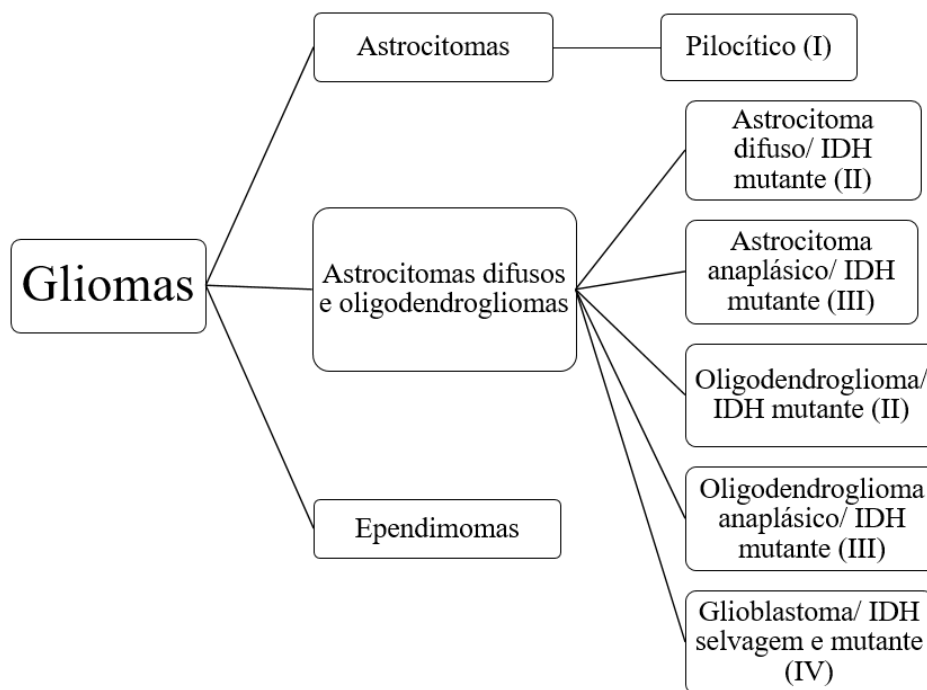 Gliomas
Astrocitomas
Pilocítico (I)
Astrocitomas difusos
e oligodendrogliomas
Astrocitoma
difuso/ IDH
mutante (II)
Astrocitoma
anaplásico/ IDH
mutante (III)
Oligodendroglioma/
IDH mutante (II)
Oligodendroglioma
anaplásico/ IDH
mutante (III)
Glioblastoma/ IDH
selvagem e mutante
(IV)
Ependimomas